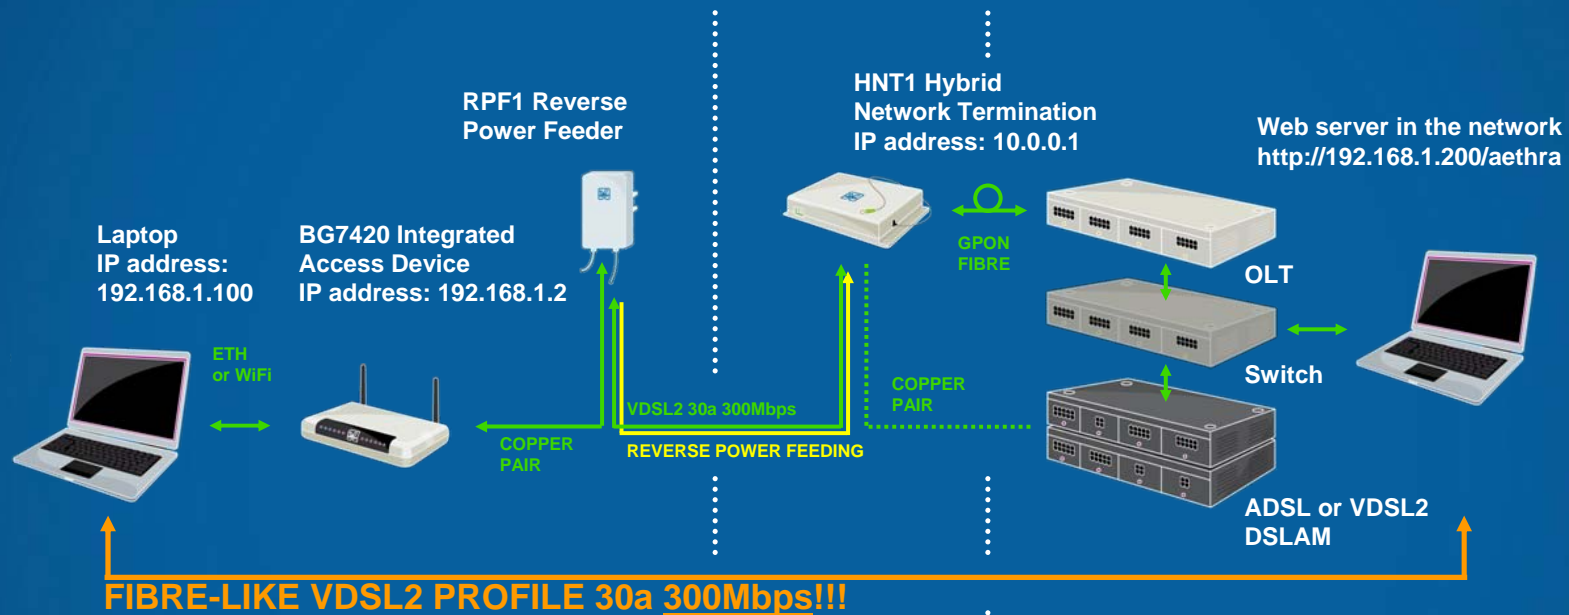 RPF1 Reverse
Power Feeder
HNT1 Hybrid
Network Termination
IP address: 10.0.0.1
Web server in the network
http://192.168.1.200/aethra
Laptop
IP address:
192.168.1.100
BG7420 Integrated
Access Device
IP address: 192.168.1.2
GPON
FIBRE
OLT
ETH
or WiFi
Switch
COPPER
PAIR
VDSL2 30a 300Mbps
COPPER
PAIR
REVERSE POWER FEEDING
ADSL or VDSL2
DSLAM
FIBRE-LIKE VDSL2 PROFILE 30a 300Mbps!!!